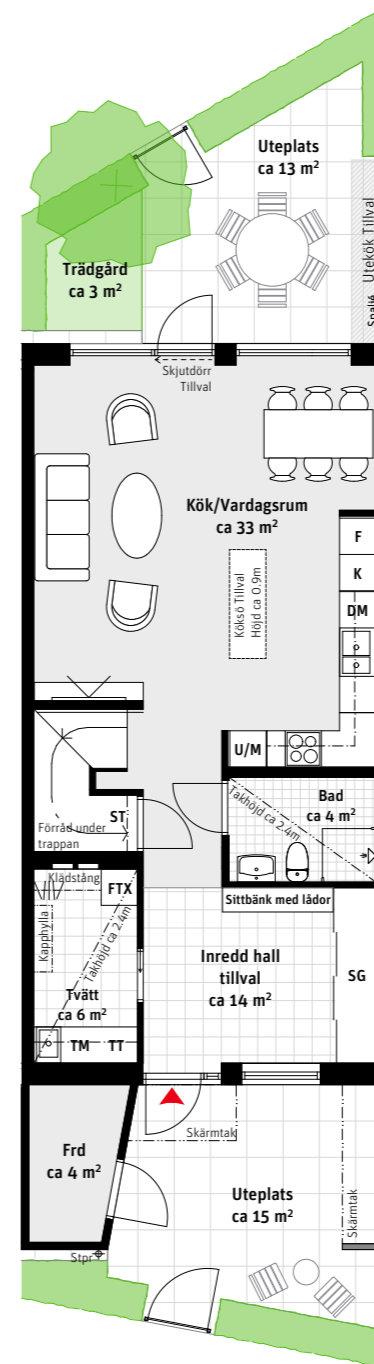 Uteplats
ca 13 m²
Utekök Tillval
Spaljé
Trädgård
ca 3 m²
Skjutdörr
Tillval
Kök/Vardagsrum
ca 33 m²
F
K
DM
Köksö Tillval
Höjd ca 0.9m
U/M
Bad
ca 4 m²
Takhöjd ca 2.4m
ST
Förråd under
trappan
Klädstång
FTX
Kapphylla
Takhöjd ca 2.4m
Sittbänk med lådor
Inredd hall
tillval
ca 14 m²
SG
Tvätt
ca 6 m²
TM
TT
Skärmtak
Frd
ca 4 m²
Uteplats
ca 15 m²
Skärmtak
Stpr